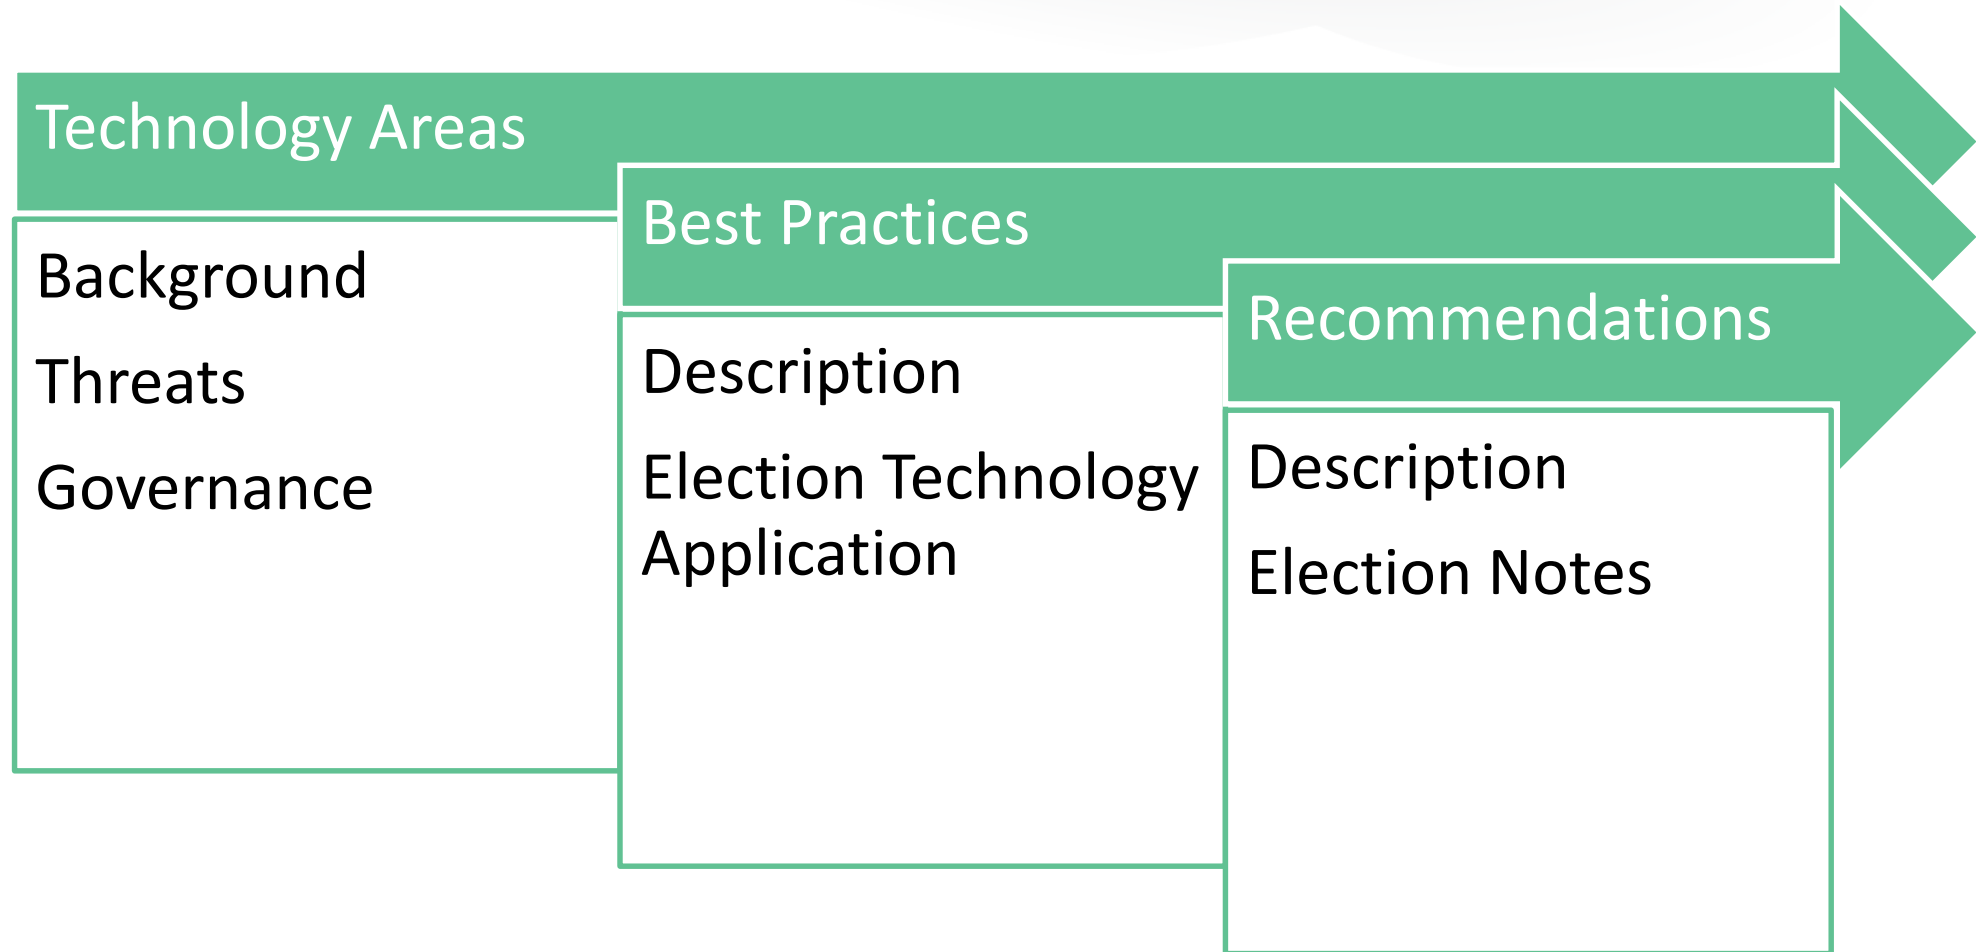 Technology Areas
Background
Threats
Governance
Best Practices
Description
Election Technology
Application
Recommendations
Description
Election Notes